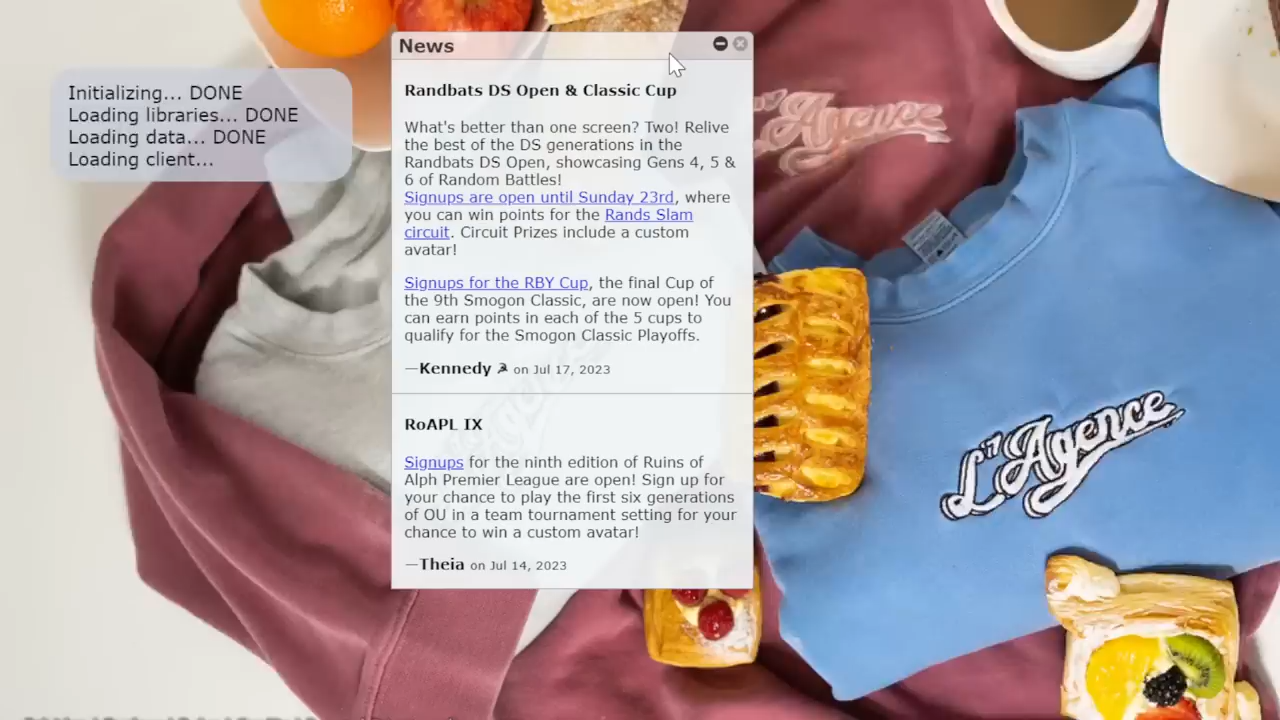 Initializing... DONE
Loading libraries... DONE
Loading data... DONE
Loading client...
News
Randbats DS Open & Classic Cup
What's better than one screen? Two! Relive
the best of the DS generations in the
Randbats DS Open, showcasing Gens 4, 5 &
6 of Random Battles!
Signups are open until Sunday 23rd, where
you can win points for the Rands Slam
circuit. Circuit Prizes include a custom
avatar!
Signups for the RBY Cup, the final Cup of
the 9th Smogon Classic, are now open! You
can earn points in each of the 5 cups to
qualify for the Smogon Classic Playoffs.
—Kennedy ☭ on Jul 17, 2023
RoAPL IX
Signups for the ninth edition of Ruins of
Alph Premier League are open! Sign up for
your chance to play the first six generations
of OU in a team tournament setting for your
chance to win a custom avatar!
—Theia on Jul 14, 2023
L'Agence
L'Agence